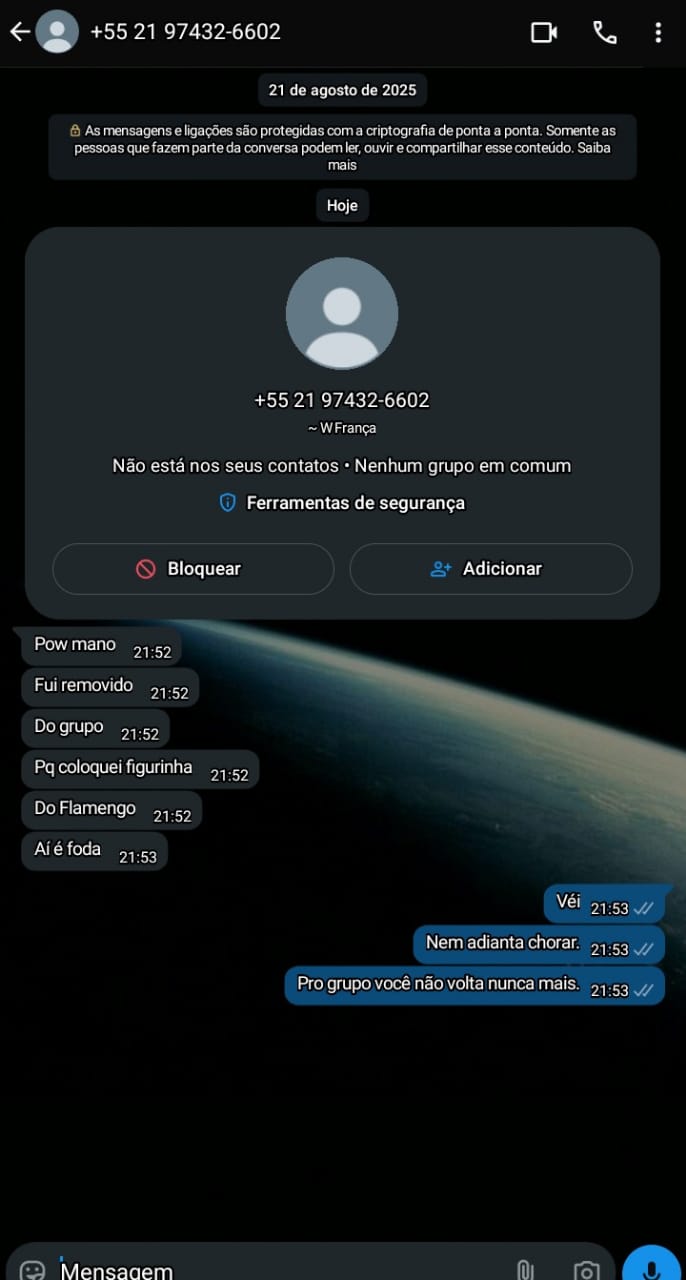 +55 21 97432-6602
21 de agosto de 2025
As mensagens e ligações são protegidas com a criptografia de ponta a ponta. Somente as
pessoas que fazem parte da conversa podem ler, ouvir e compartilhar esse conteúdo. Saiba
mais
Hoje
+55 21 97432-6602
~ W França
Não está nos seus contatos • Nenhum grupo em comum
Ferramentas de segurança
Bloquear
Adicionar
Pow mano 21:52
Fui removido 21:52
Do grupo 21:52
Pq coloquei figurinha 21:52
Do Flamengo 21:52
Aí é foda 21:53
Véi 21:53
Nem adianta chorar. 21:53
Pro grupo você não volta nunca mais. 21:53
Mensagem